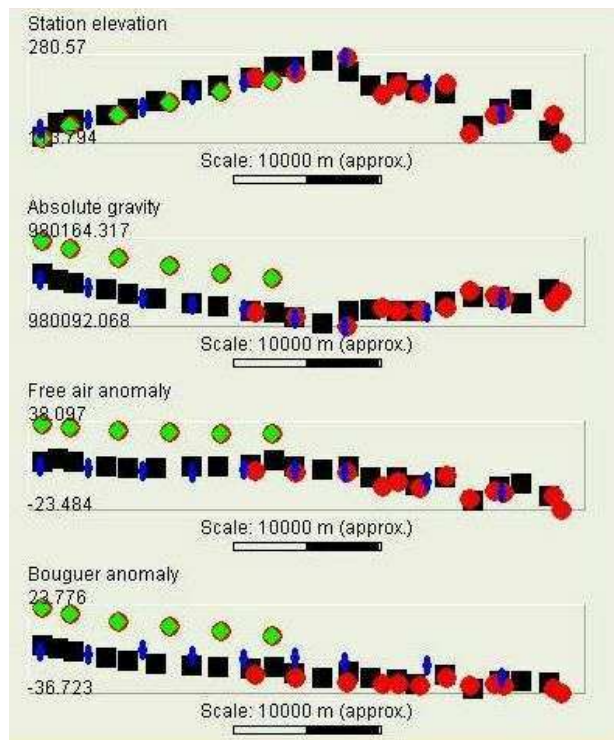 Station elevation
280.57
Scale: 10000 m (approx.)
Absolute gravity
980164.317
980092.068
Scale: 10000 m (approx.)
Free air anomaly
38.097
-23.484
Scale: 10000 m (approx.)
Bouguer anomaly
23.776
-36.723
Scale: 10000 m (approx.)